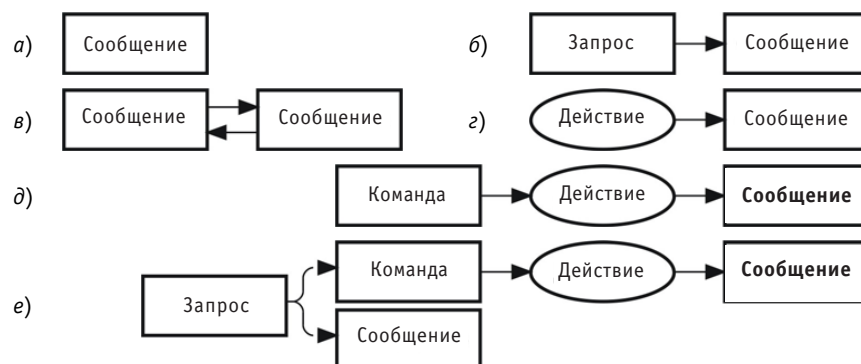 а) Сообщение
б) Запрос Сообщение
в) Сообщение Сообщение
г) Действие Сообщение
д) Команда Действие Сообщение
Команда Действие Сообщение
е) Запрос
Сообщение